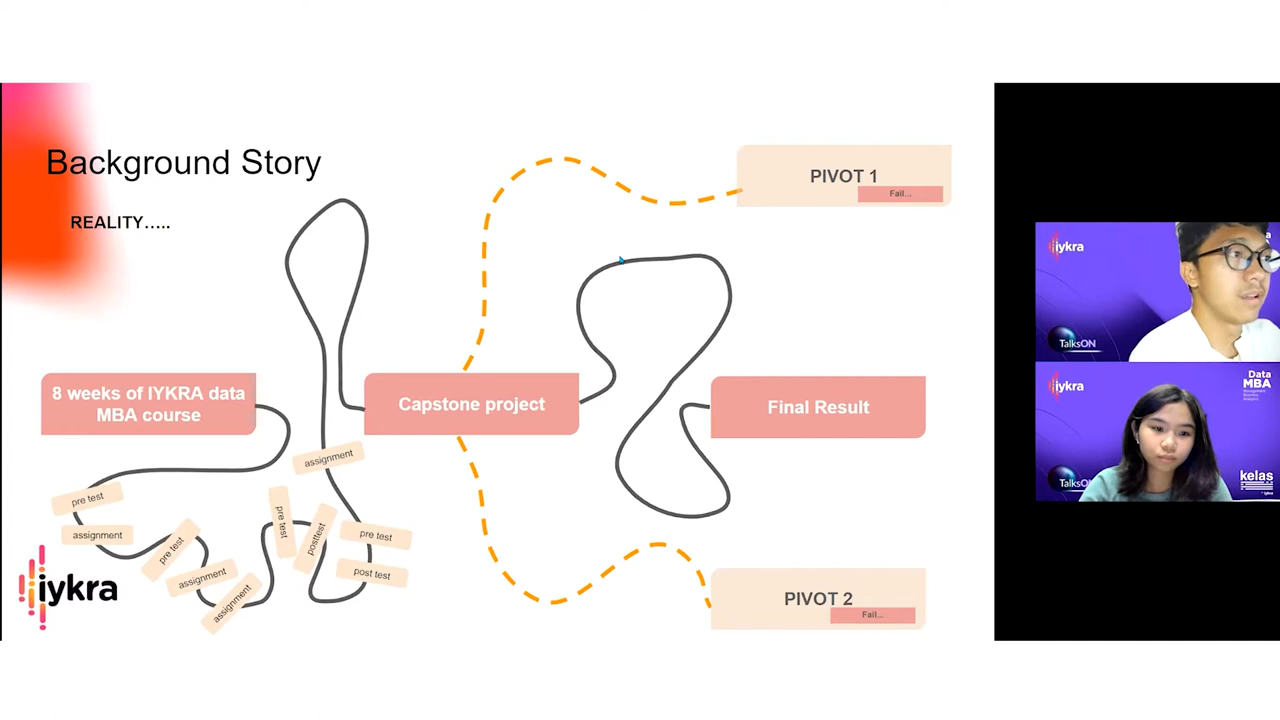 Background Story
REALITY.....
PIVOT 1
Fail...
8 weeks of IYKRA data
MBA course
Capstone project
Final Result
assignment
pre test
assignment
pre test
assignment
assignment
pre test
posttest
pre test
post test
PIVOT 2
Fail...
iykra
iykra
TalksON
iykra
Data
MBA
TalksON
kelas